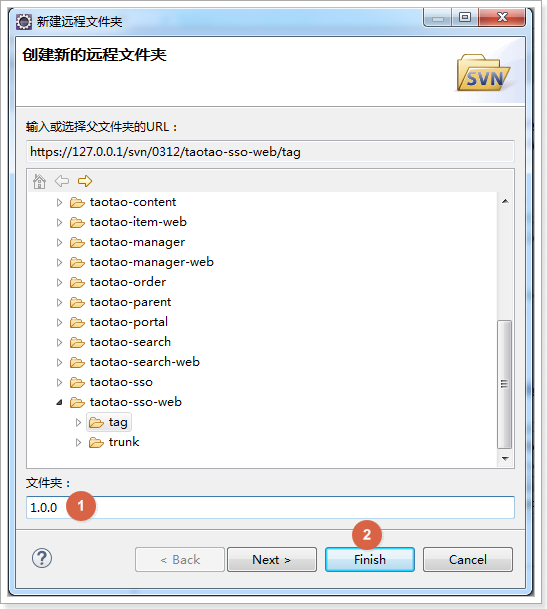 新建远程文件夹
创建新的远程文件夹
SVN
输入或选择父文件夹的URL：
https://127.0.0.1/svn/0312/taotao-sso-web/tag
taotao-content
taotao-item-web
taotao-manager
taotao-manager-web
taotao-order
taotao-parent
taotao-portal
taotao-search
taotao-search-web
taotao-sso
taotao-sso-web
tag
trunk
文件夹：
1.0.0 1
2
? < Back Next > Finish Cancel